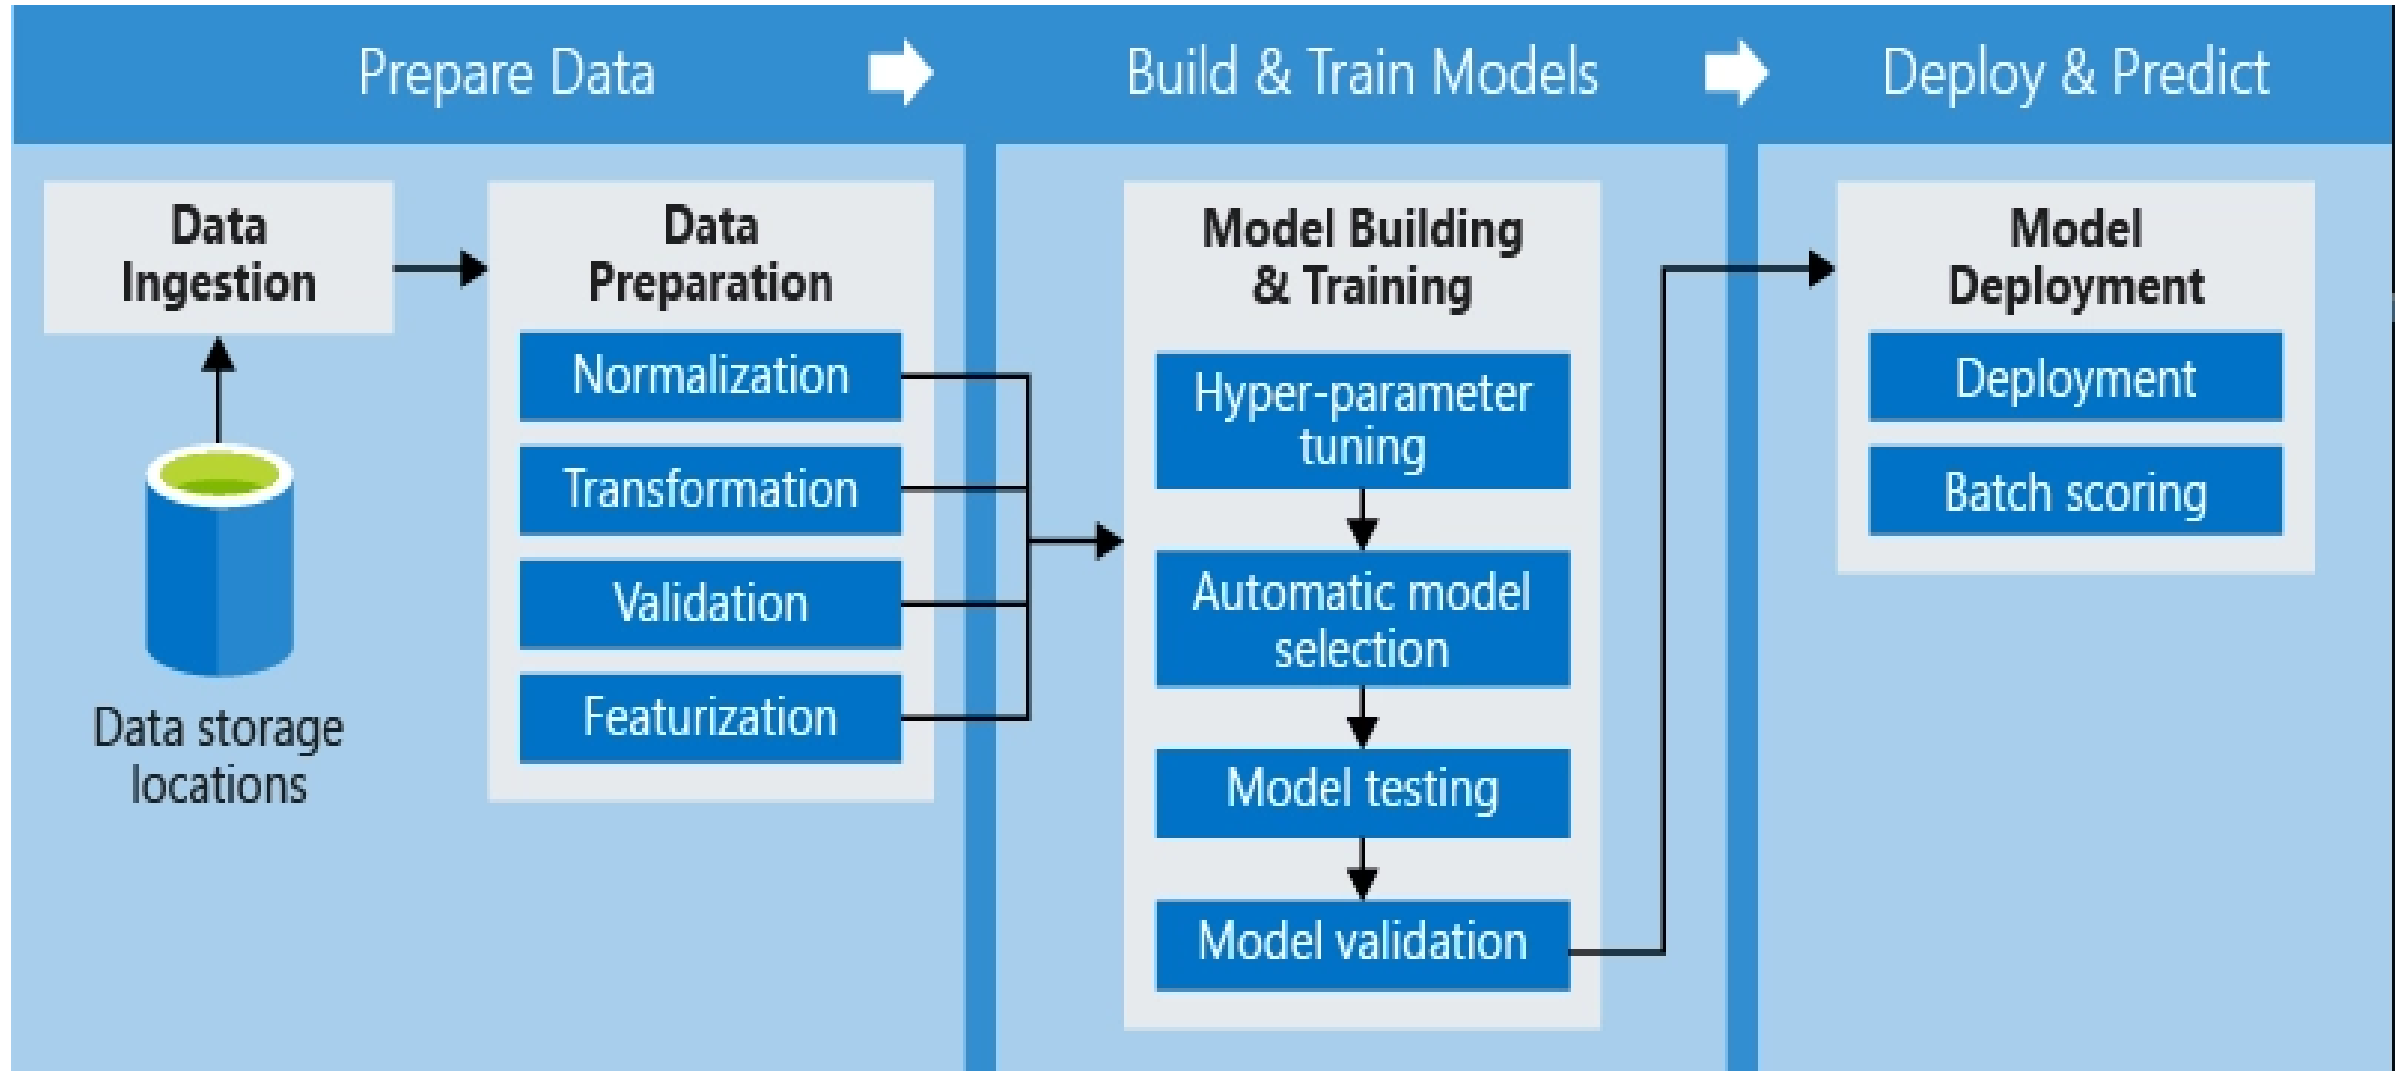 Prepare Data
Build & Train Models
Deploy & Predict
Data
Ingestion
Data storage
locations
Data
Preparation
Normalization
Transformation
Validation
Featurization
Model Building
& Training
Hyper-parameter
tuning
Automatic model
selection
Model testing
Model validation
Model
Deployment
Deployment
Batch scoring